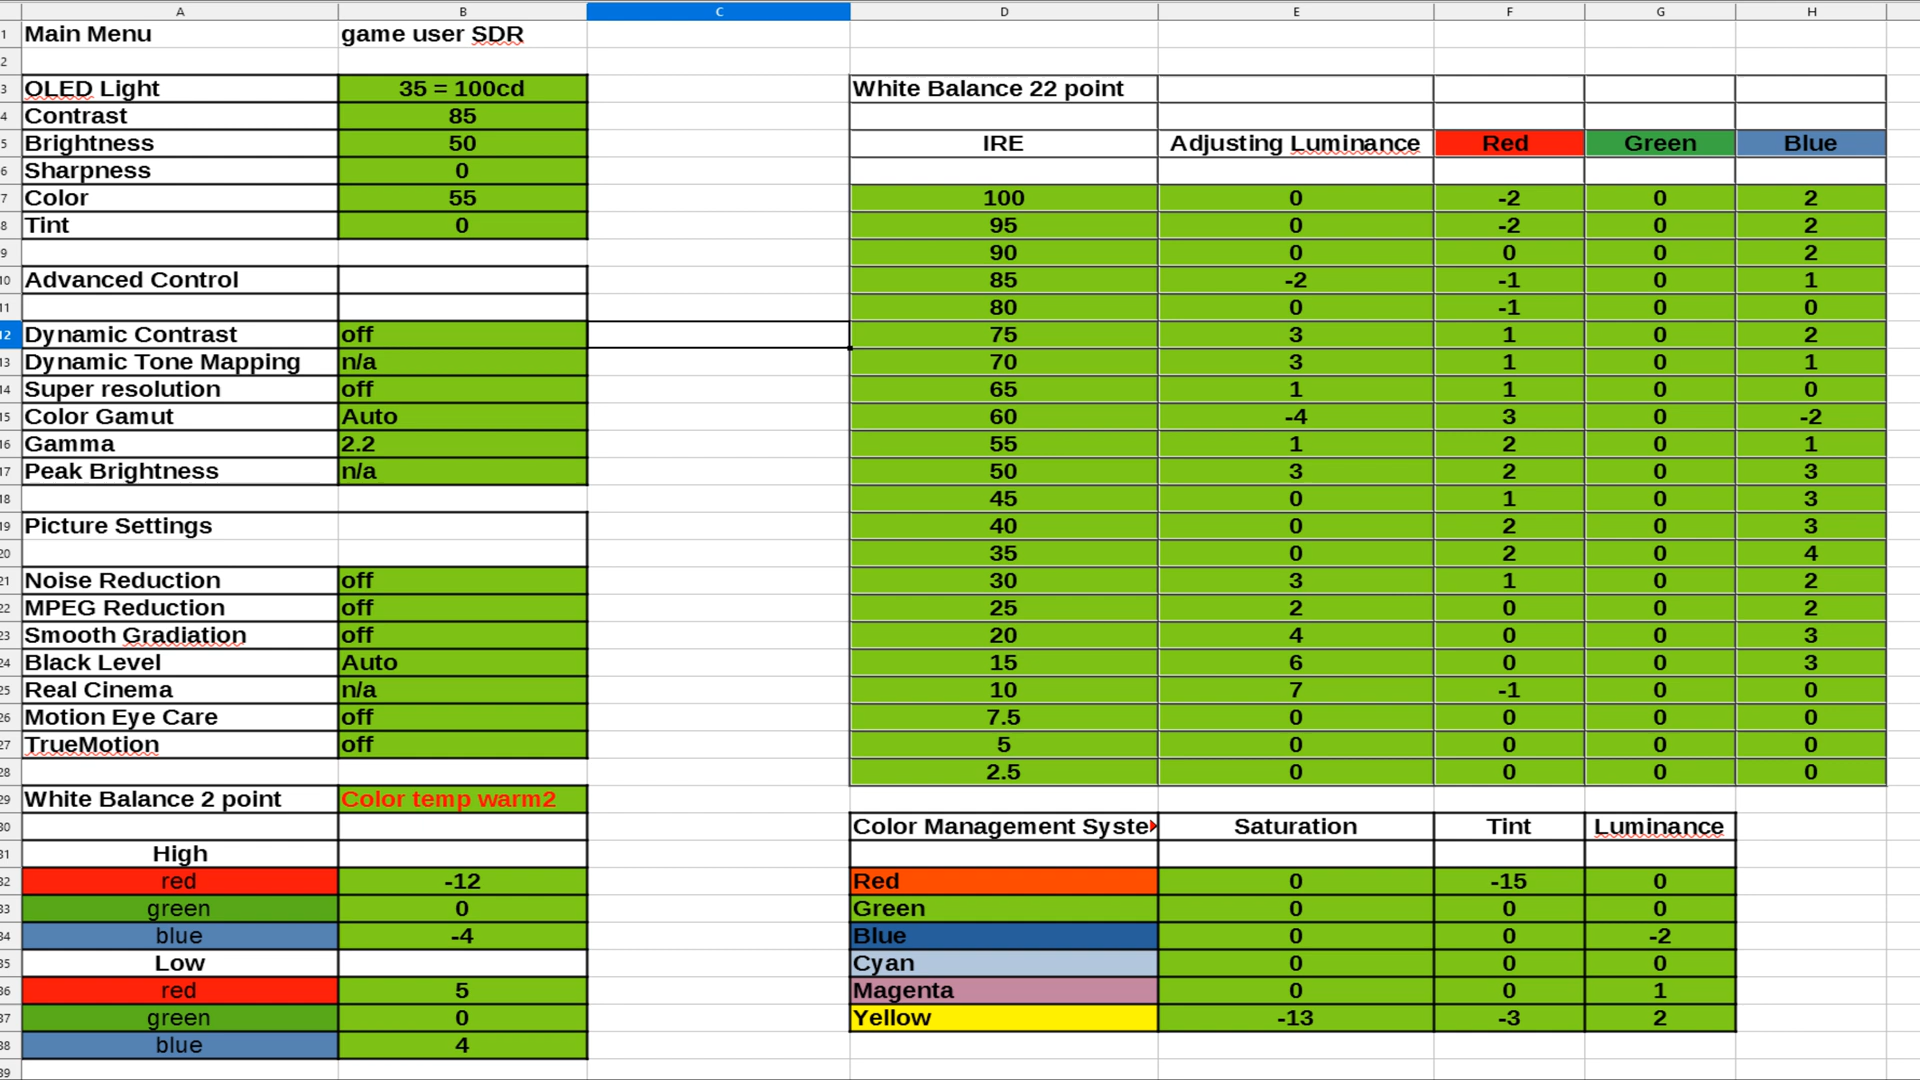 A B C D E F G H
1 Main Menu game user SDR
2
3 OLED Light 35 = 100cd White Balance 22 point
4 Contrast 85
5 Brightness 50 IRE Adjusting Luminance Red Green Blue
6 Sharpness 0
7 Color 55 100 0 -2 0 2
8 Tint 0 95 0 -2 0 2
9 90 0 0 0 2
10 Advanced Control 85 -2 -1 0 1
11 80 0 -1 0 0
12 Dynamic Contrast off 75 3 1 0 2
13 Dynamic Tone Mapping n/a 70 3 1 0 1
14 Super resolution off 65 1 1 0 0
15 Color Gamut Auto 60 -4 3 0 -2
16 Gamma 2.2 55 1 2 0 1
17 Peak Brightness n/a 50 3 2 0 3
18 45 0 1 0 3
19 Picture Settings 40 0 2 0 3
20 35 0 2 0 4
21 Noise Reduction off 30 3 1 0 2
22 MPEG Reduction off 25 2 0 0 2
23 Smooth Gradiation off 20 4 0 0 3
24 Black Level Auto 15 6 0 0 3
25 Real Cinema n/a 10 7 -1 0 0
26 Motion Eye Care off 7.5 0 0 0 0
27 TrueMotion off 5 0 0 0 0
28 2.5 0 0 0 0
29 White Balance 2 point Color temp warm2
30 Color Management Syste Saturation Tint Luminance
31 High
32 red -12 Red 0 -15 0
33 green 0 Green 0 0 0
34 blue -4 Blue 0 0 -2
35 Low Cyan 0 0 0
36 red 5 Magenta 0 0 1
37 green 0 Yellow -13 -3 2
38 blue 4
39